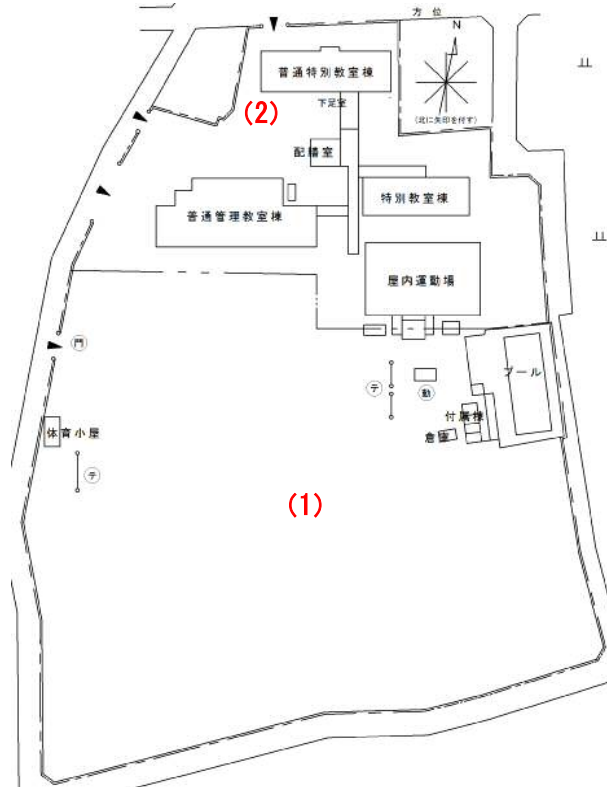 方位
N
(北に矢印を付す)
普通特別教室棟
下足室
(2)
配膳室
特別教室棟
普通管理教室棟
屋内運動場
門
プール
テ
動
付属棟
倉庫
体育小屋
テ
(1)